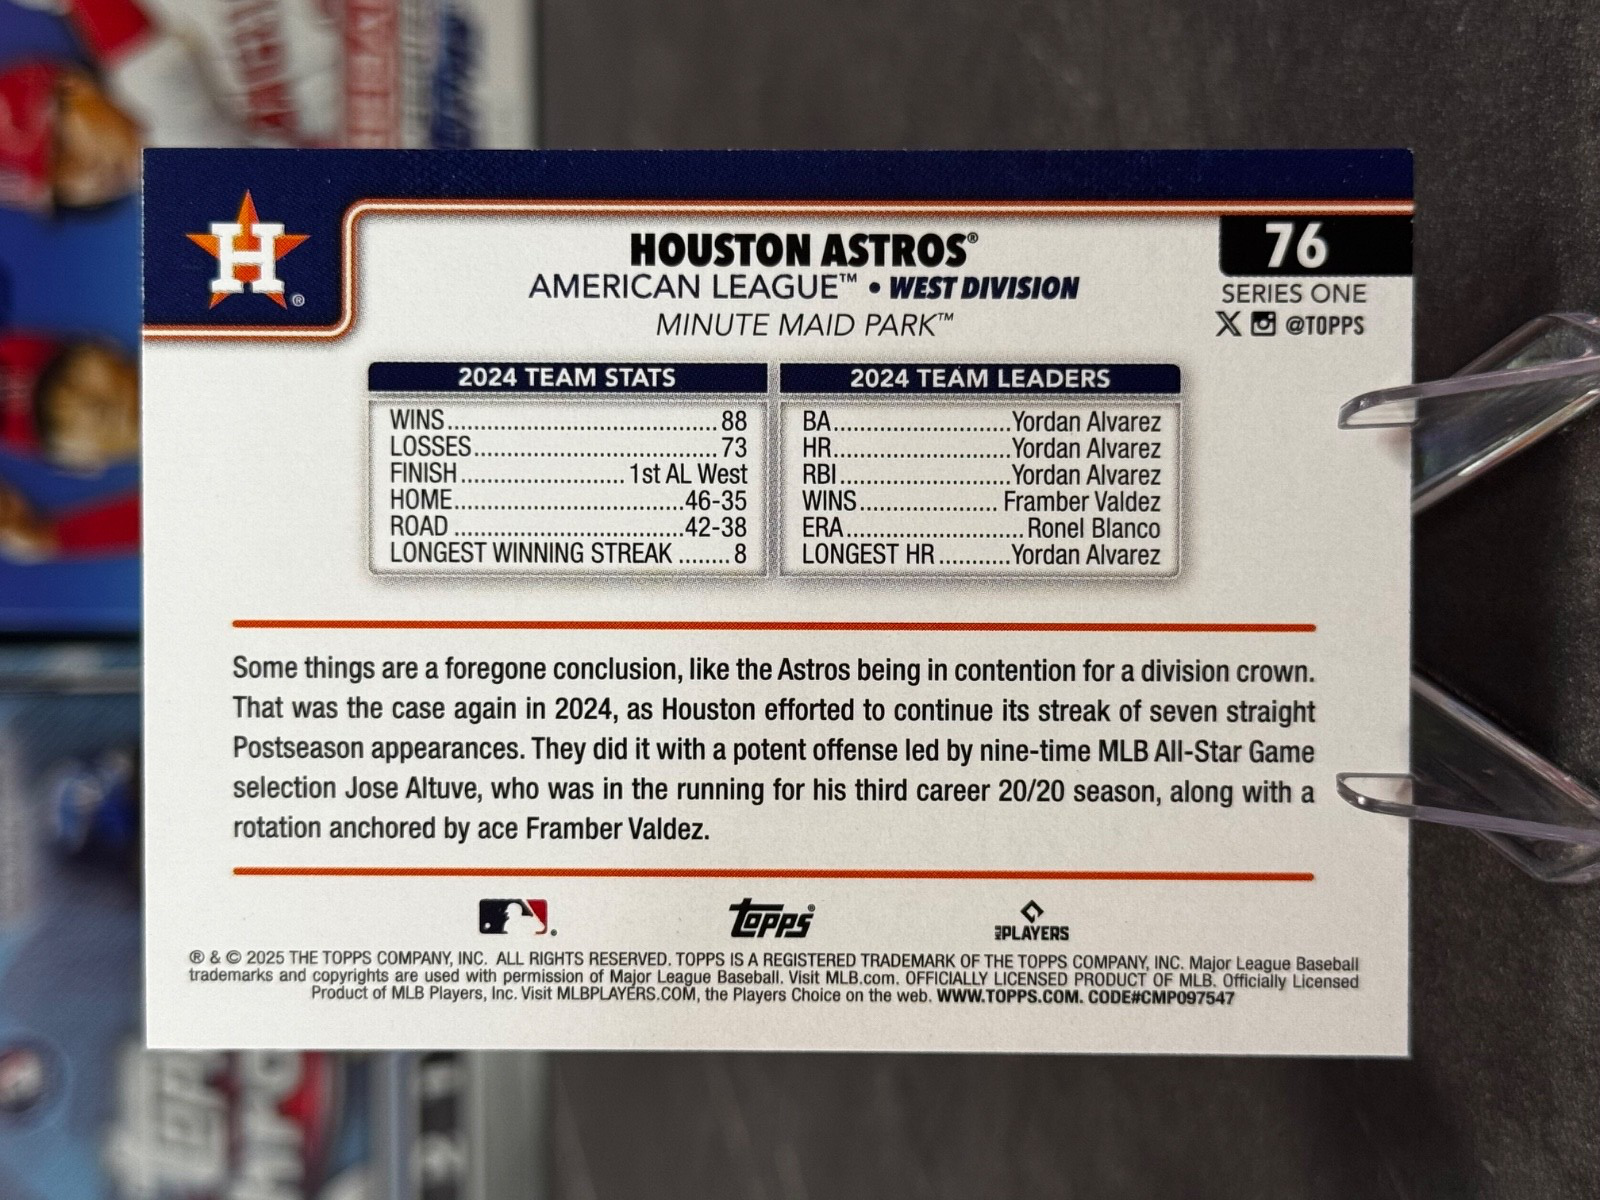 H ®
HOUSTON ASTROS®
AMERICAN LEAGUE™ • WEST DIVISION
MINUTE MAID PARK™
76
SERIES ONE
X @TOPPS
2024 TEAM STATS
WINS........................................88
LOSSES.....................................73
FINISH........................1st AL West
HOME...................................46-35
ROAD...................................42-38
LONGEST WINNING STREAK ........8
2024 TEAM LEADERS
BA...........................Yordan Alvarez
HR...........................Yordan Alvarez
RBI..........................Yordan Alvarez
WINS..................... Framber Valdez
ERA...........................Ronel Blanco
LONGEST HR...........Yordan Alvarez
Some things are a foregone conclusion, like the Astros being in contention for a division crown.
That was the case again in 2024, as Houston efforted to continue its streak of seven straight
Postseason appearances. They did it with a potent offense led by nine-time MLB All-Star Game
selection Jose Altuve, who was in the running for his third career 20/20 season, along with a
rotation anchored by ace Framber Valdez.
Topps®
MLB PLAYERS
® & © 2025 THE TOPPS COMPANY, INC. ALL RIGHTS RESERVED. TOPPS IS A REGISTERED TRADEMARK OF THE TOPPS COMPANY, INC. Major League Baseball
trademarks and copyrights are used with permission of Major League Baseball. Visit MLB.com. OFFICIALLY LICENSED PRODUCT OF MLB. Officially Licensed
Product of MLB Players, Inc. Visit MLBPLAYERS.COM, the Players Choice on the web. WWW.TOPPS.COM. CODE#CMP097547